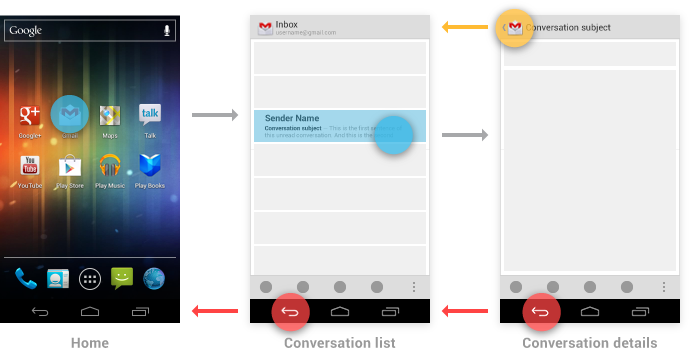 Google
Google+
Gmail
Maps
Talk
talk
YouTube
Play Store
Play Music
Play Books
Home
Inbox
username@gmail.com
Sender Name
Conversation subject – This is the first
this unread conversation. And this is the
Conversation list
Conversation subject
Conversation details